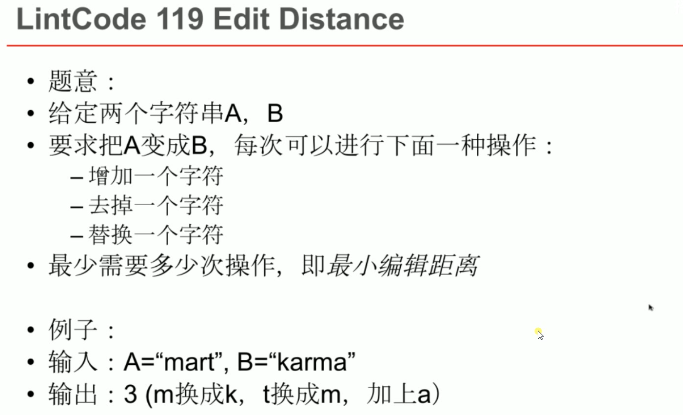 LintCode 119 Edit Distance
• 题意：
• 给定两个字符串A，B
• 要求把A变成B，每次可以进行下面一种操作：
– 增加一个字符
– 去掉一个字符
– 替换一个字符
• 最少需要多少次操作，即最小编辑距离
• 例子：
• 输入：A=“mart”, B=“karma”
• 输出：3 (m换成k，t换成m，加上a）